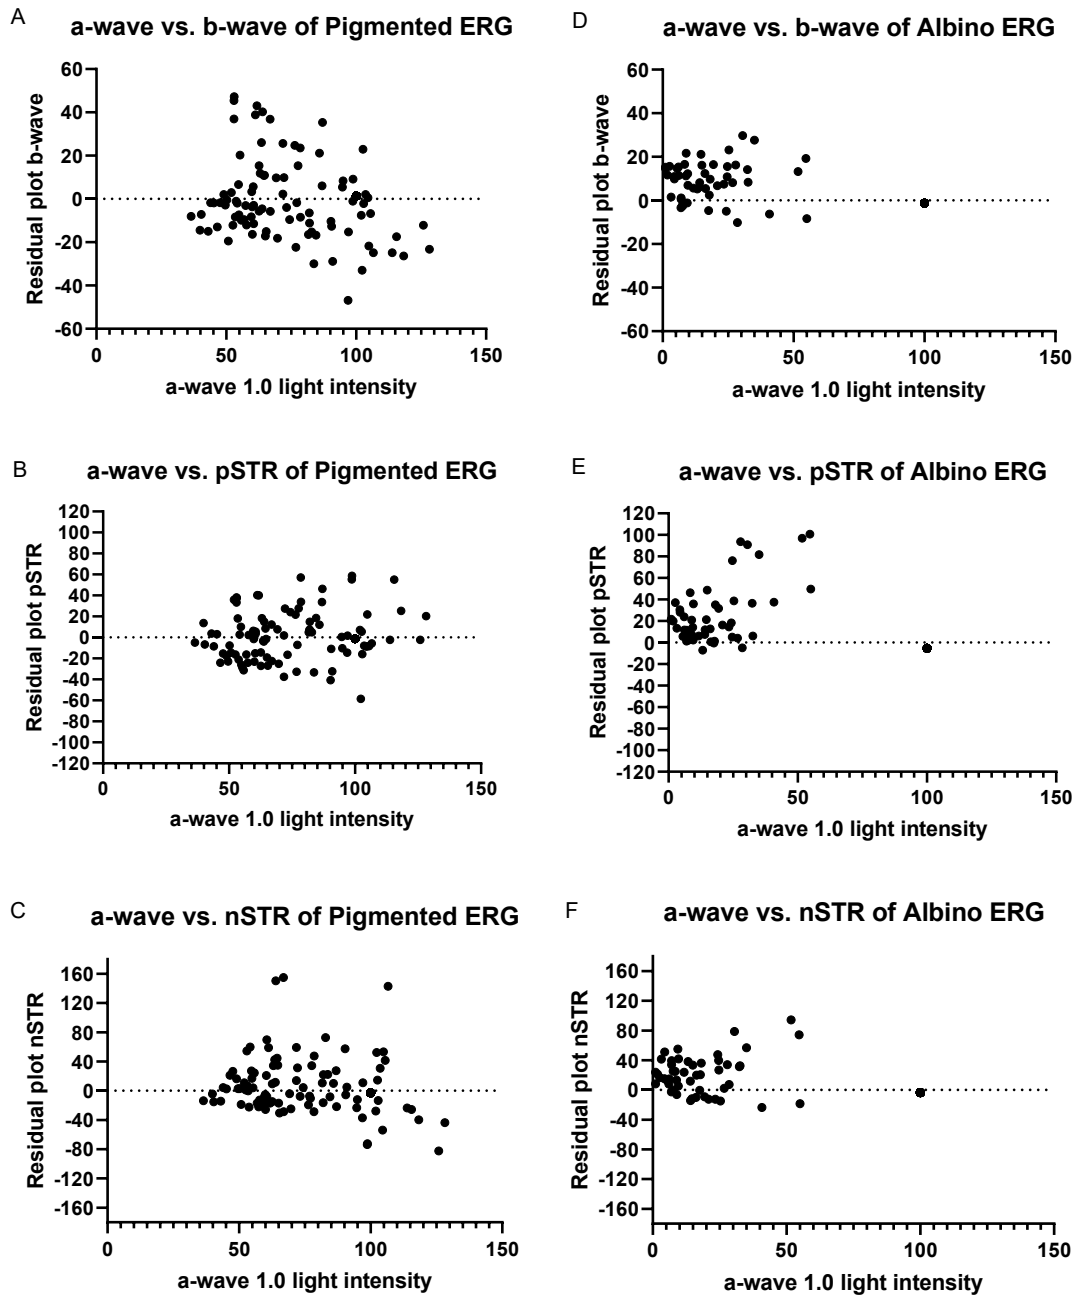 A
a-wave vs. b-wave of Pigmented ERG
60
40
20
0
-20
-40
-60
Residual plot b-wave
0 50 100 150
a-wave 1.0 light intensity
D
a-wave vs. b-wave of Albino ERG
60
40
20
0
-20
-40
-60
Residual plot b-wave
0 50 100 150
a-wave 1.0 light intensity
B
a-wave vs. pSTR of Pigmented ERG
120
100
80
60
40
20
0
-20
-40
-60
-80
-100
-120
Residual plot pSTR
0 50 100 150
a-wave 1.0 light intensity
E
a-wave vs. pSTR of Albino ERG
120
100
80
60
40
20
0
-20
-40
-60
-80
-100
-120
Residual plot pSTR
0 50 100 150
a-wave 1.0 light intensity
C
a-wave vs. nSTR of Pigmented ERG
160
120
80
40
0
-40
-80
-120
-160
Residual plot nSTR
0 50 100 150
a-wave 1.0 light intensity
F
a-wave vs. nSTR of Albino ERG
160
120
80
40
0
-40
-80
-120
-160
Residual plot nSTR
0 50 100 150
a-wave 1.0 light intensity